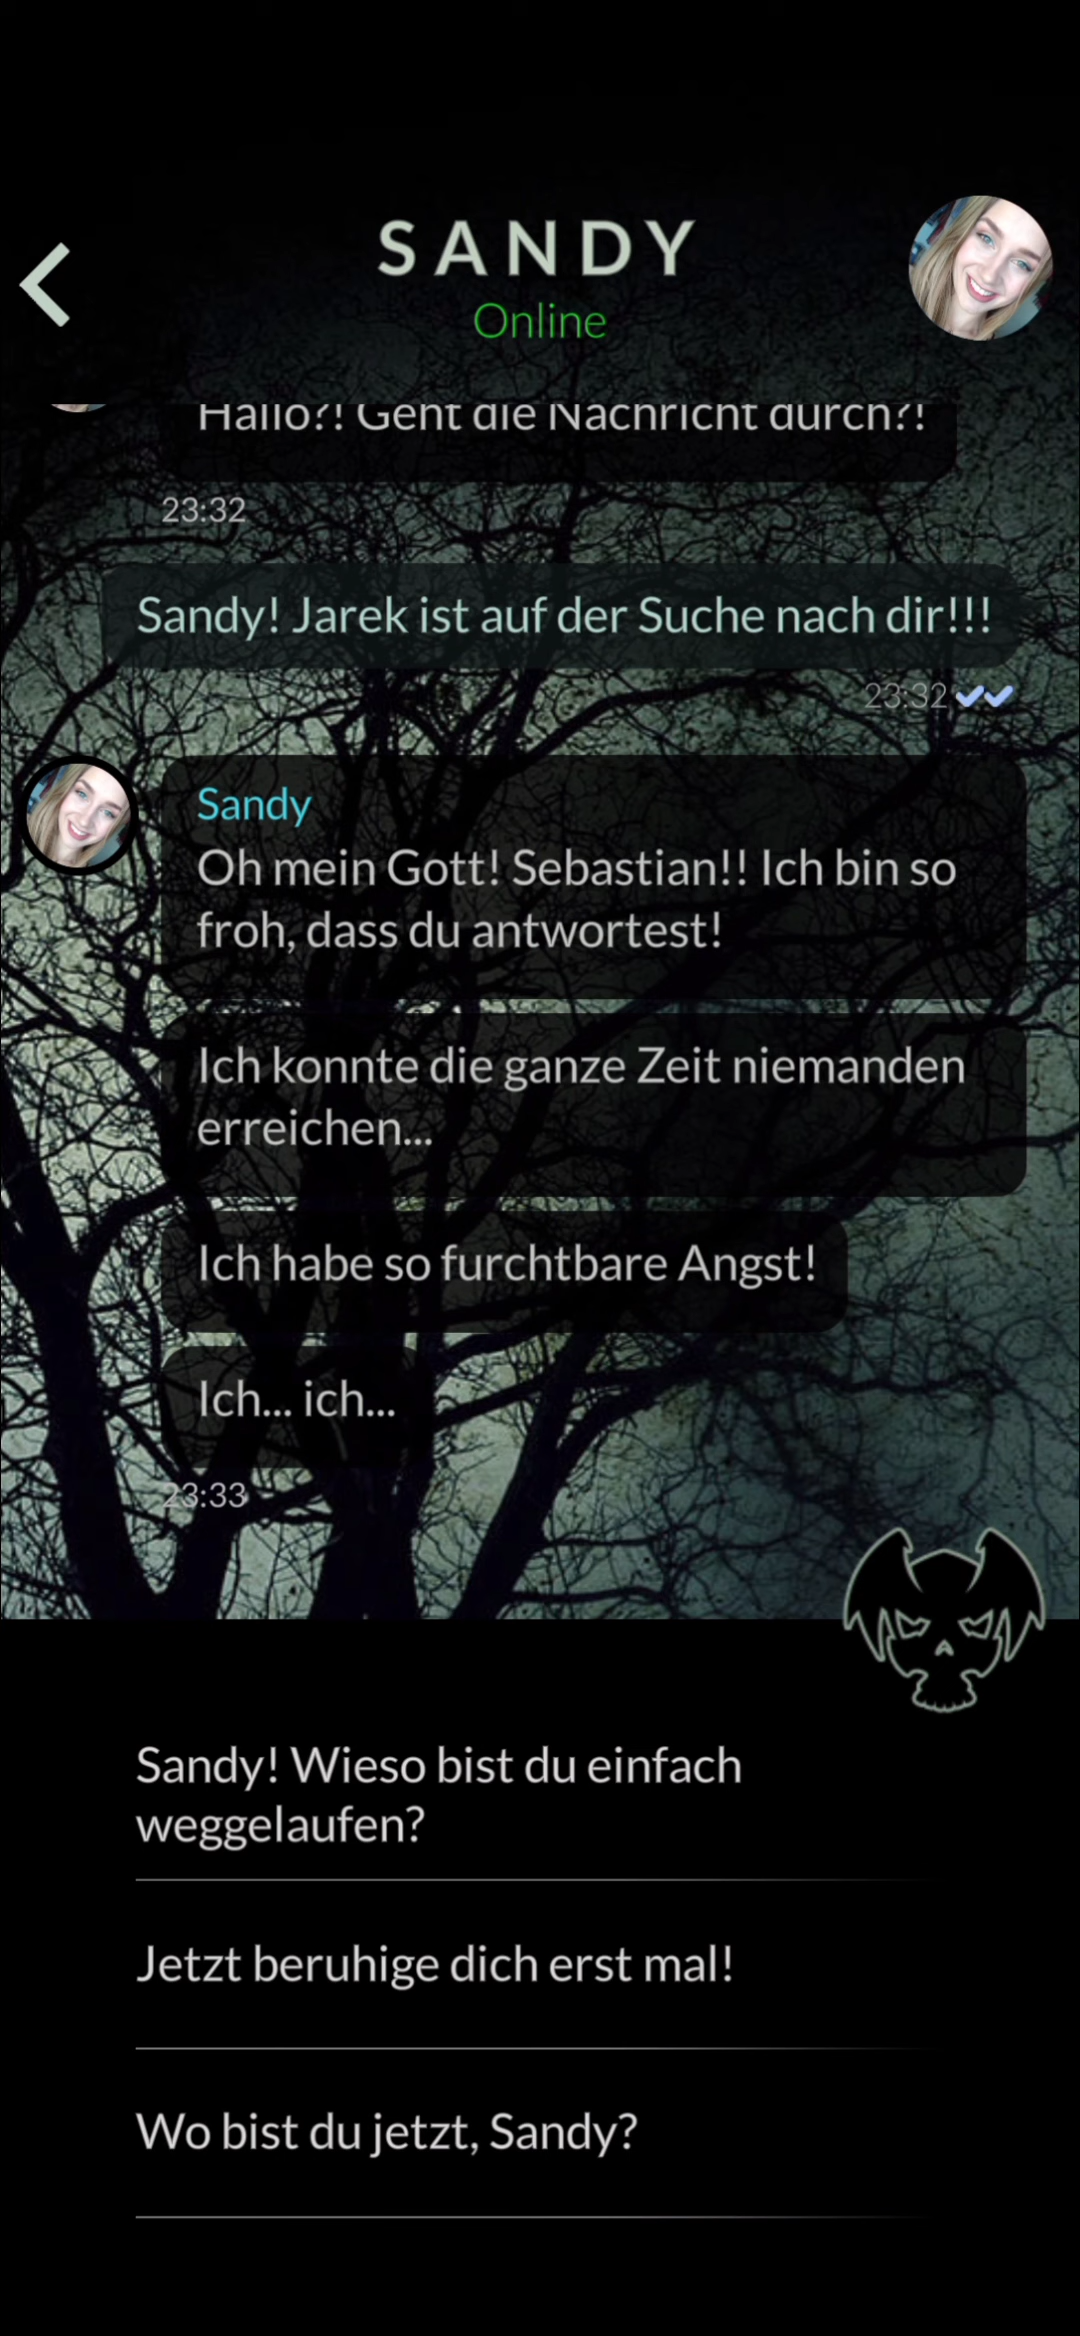 SANDY
Online
Hallo?! Geht die Nachricht durch?!
23:32
Sandy! Jarek ist auf der Suche nach dir!!!
23:32
Sandy
Oh mein Gott! Sebastian!! Ich bin so
froh, dass du antwortest!
Ich konnte die ganze Zeit niemanden
erreichen...
Ich habe so furchtbare Angst!
Ich... ich...
23:33
Sandy! Wieso bist du einfach
weggelaufen?
Jetzt beruhige dich erst mal!
Wo bist du jetzt, Sandy?